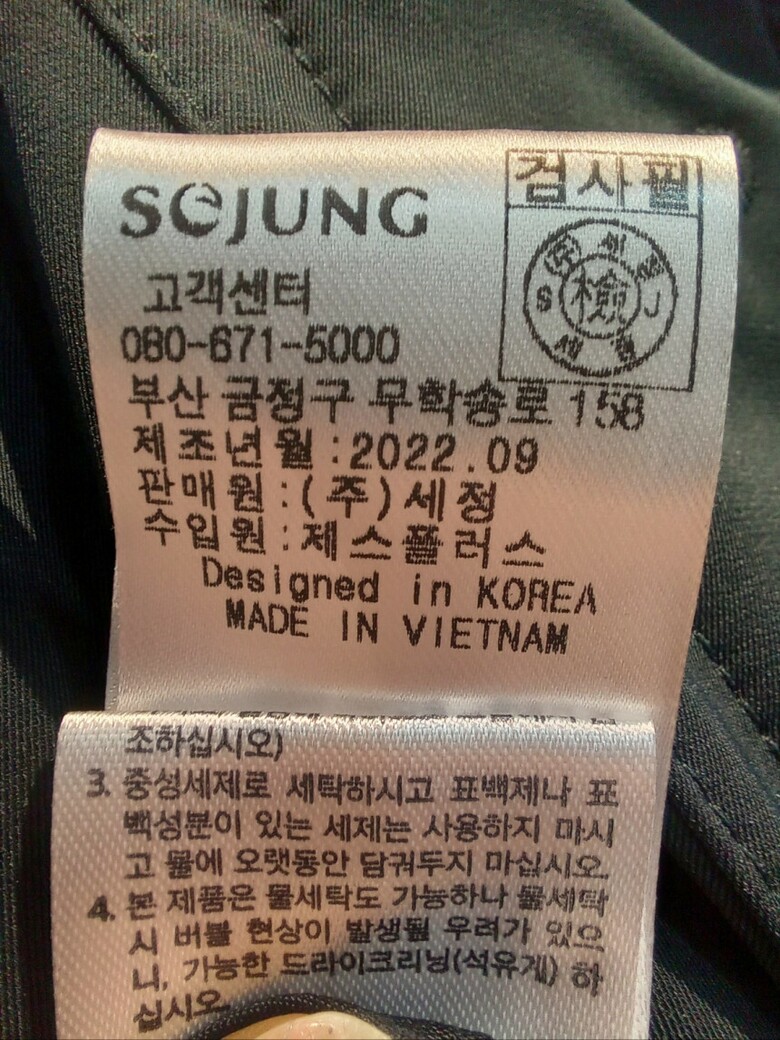 SeJUNG
검사필
(주) 세정
S 檢 J
고객센터
080-671-5000
부산 금정구 무학송로 158
제조년월:2022.09
판매원:(주)세정
수입원:제스플러스
Designed in KOREA
MADE IN VIETNAM
조하십시오)
3. 중성세제로 세탁하시고 표백제나 표
백성분이 있는 세제는 사용하지 마시
고 물에 오랫동안 담궈두지 마십시오.
4. 본 제품은 물세탁도 가능하나 물세탁
시 버블 현상이 발생될 우려가 있으
니, 가능한 드라이크리닝(석유계) 하
십시오.